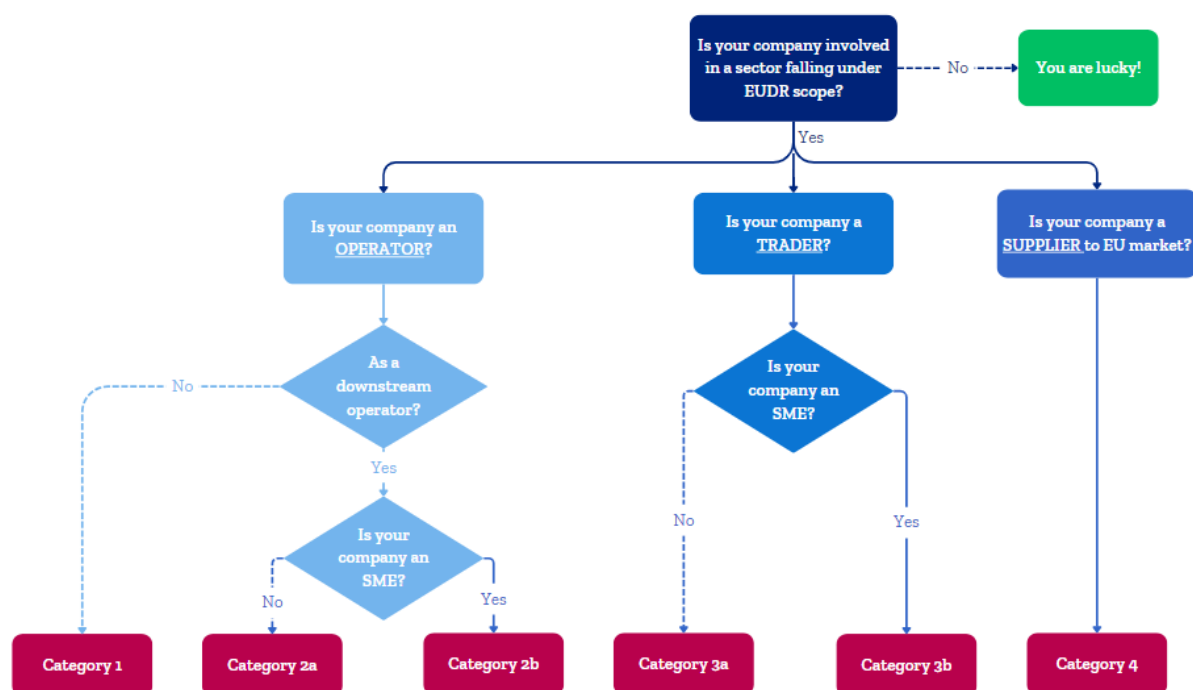 Is your company involved
in a sector falling under
EUDR scope?
No
You are lucky!
Yes
Is your company an
OPERATOR?
Is your company a
TRADER?
Is your company a
SUPPLIER to EU market?
As a
downstream
operator?
No
Yes
Is your
company an
SME?
No
Yes
Is your
company an
SME?
No
Yes
Category 1
Category 2a
Category 2b
Category 3a
Category 3b
Category 4